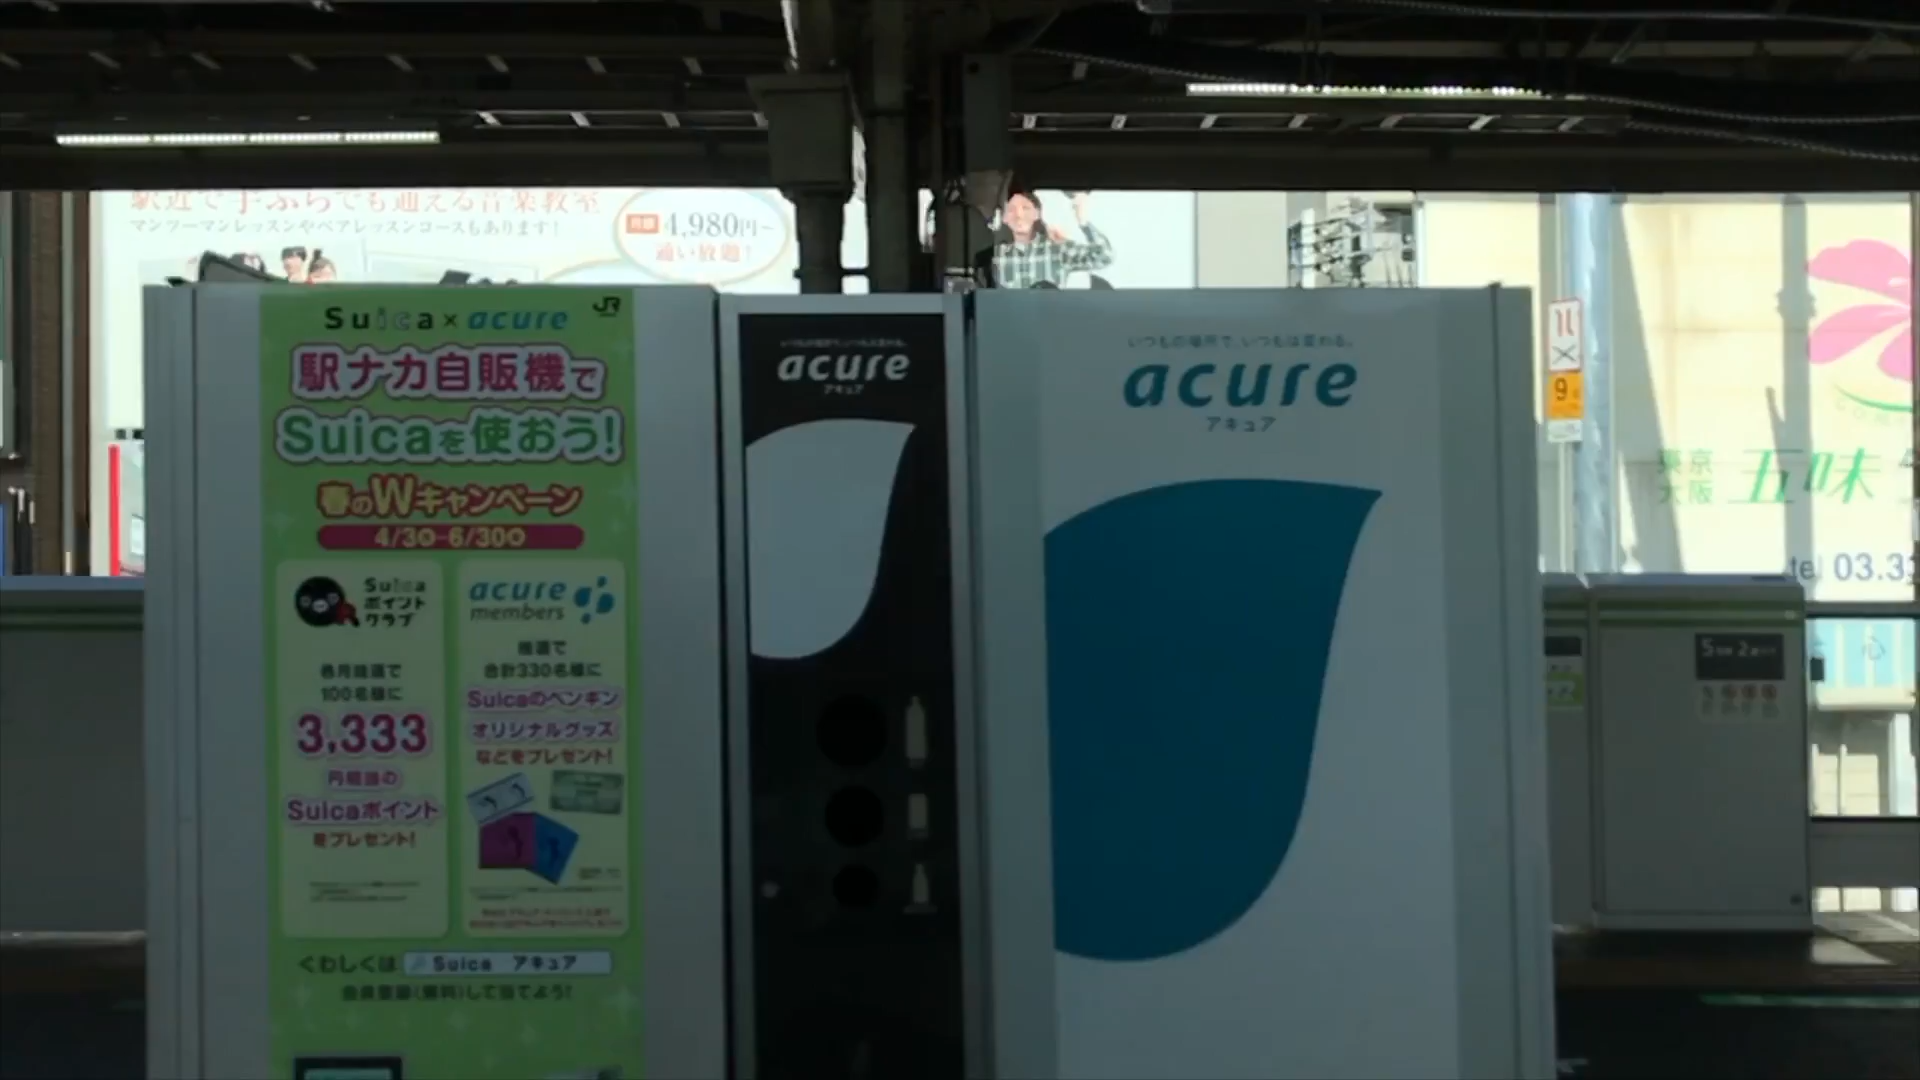 駅近で手ぶらでも通える音楽教室
マンツーマンレッスンやペアレッスンコースもあります!
月額 4,980円~
通い放題!
Suica × acure
JR
駅ナカ自販機で
Suicaを使おう!
春のWキャンペーン
4/3 - 6/30
Suica
ポイント
クラブ
各月抽選で
100名様に
3,333
円相当の
Suicaポイント
をプレゼント!
acure
members
抽選で
合計330名様に
Suicaのペンギン
オリジナルグッズ
などをプレゼント!
くわしくは Suica アキュア
会員登録(無料)して当てよう!
acure
アキュア
いつもの場所で、いつもは変わる。
acure
アキュア
9
東京
大阪
五味
tel 03.3
5 2
心